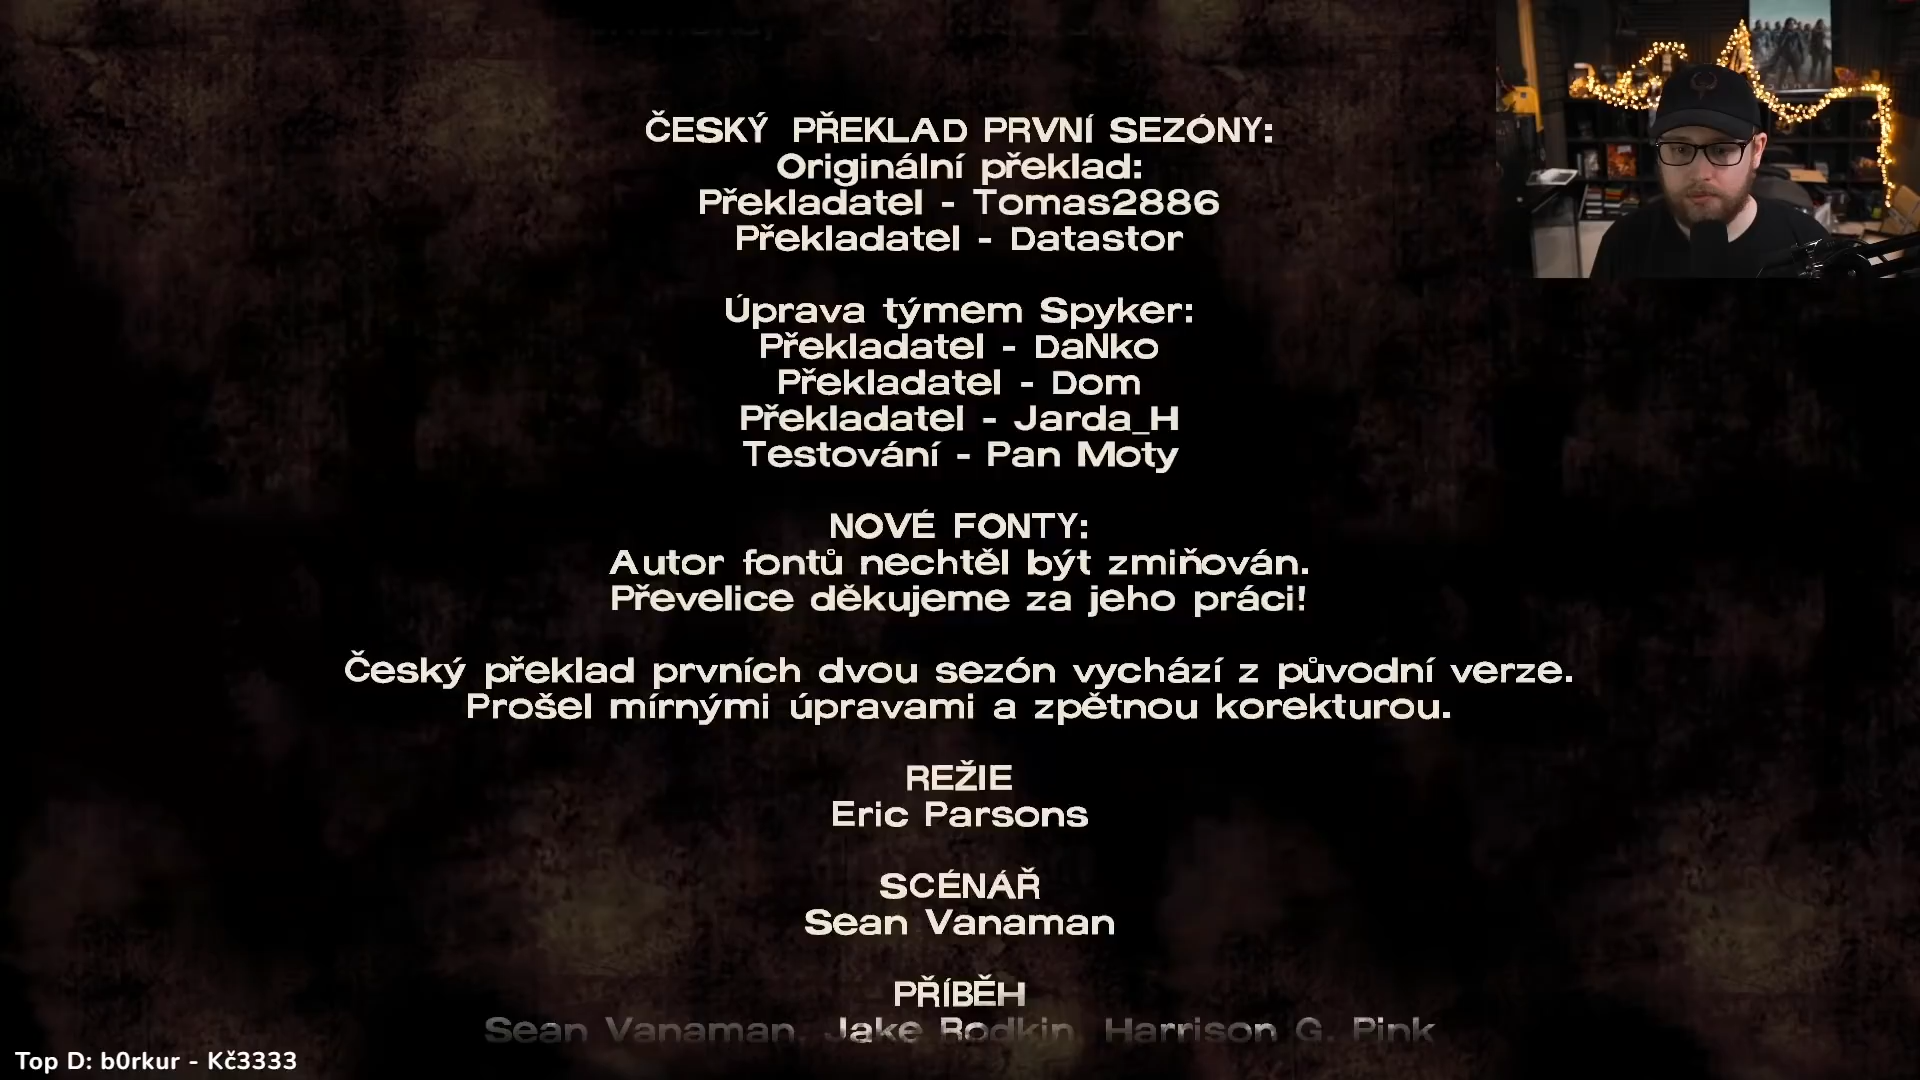 ČESKÝ PŘEKLAD PRVNÍ SEZÓNY:
Originální překlad:
Překladatel - Tomas2886
Překladatel - Datastor
Úprava týmem Spyker:
Překladatel - DaNko
Překladatel - Dom
Překladatel - Jarda_H
Testování - Pan Moty
NOVÉ FONTY:
Autor fontů nechtěl být zmiňován.
Převelice děkujeme za jeho práci!
Český překlad prvních dvou sezón vychází z původní verze.
Prošel mírnými úpravami a zpětnou korekturou.
REŽIE
Eric Parsons
SCÉNÁŘ
Sean Vanaman
PŘÍBĚH
Sean Vanaman, Jake Rodkin, Harrison G. Pink
Top D: b0rkur - Kč3333